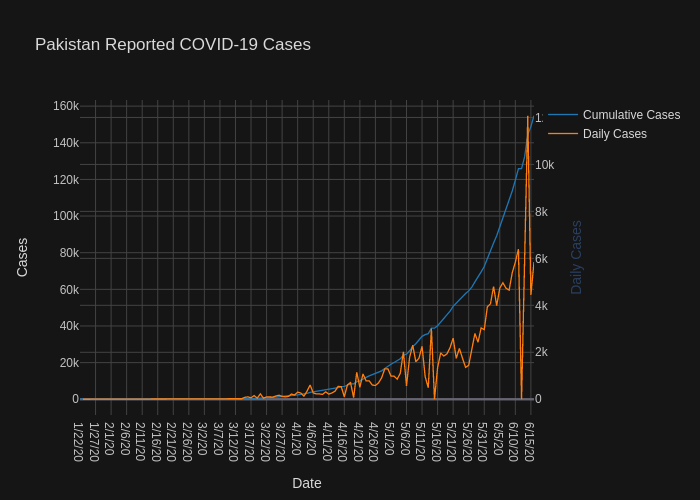 Pakistan Reported COVID-19 Cases
Cumulative Cases
Daily Cases
160k
140k
120k
100k
80k
60k
40k
20k
0
10k
8k
6k
4k
2k
0
Cases
Daily Cases
1/22/20
1/27/20
2/1/20
2/6/20
2/11/20
2/16/20
2/21/20
2/26/20
3/2/20
3/7/20
3/12/20
3/17/20
3/22/20
3/27/20
4/1/20
4/6/20
4/11/20
4/16/20
4/21/20
4/26/20
5/1/20
5/6/20
5/11/20
5/16/20
5/21/20
5/26/20
5/31/20
6/5/20
6/10/20
6/15/20
Date